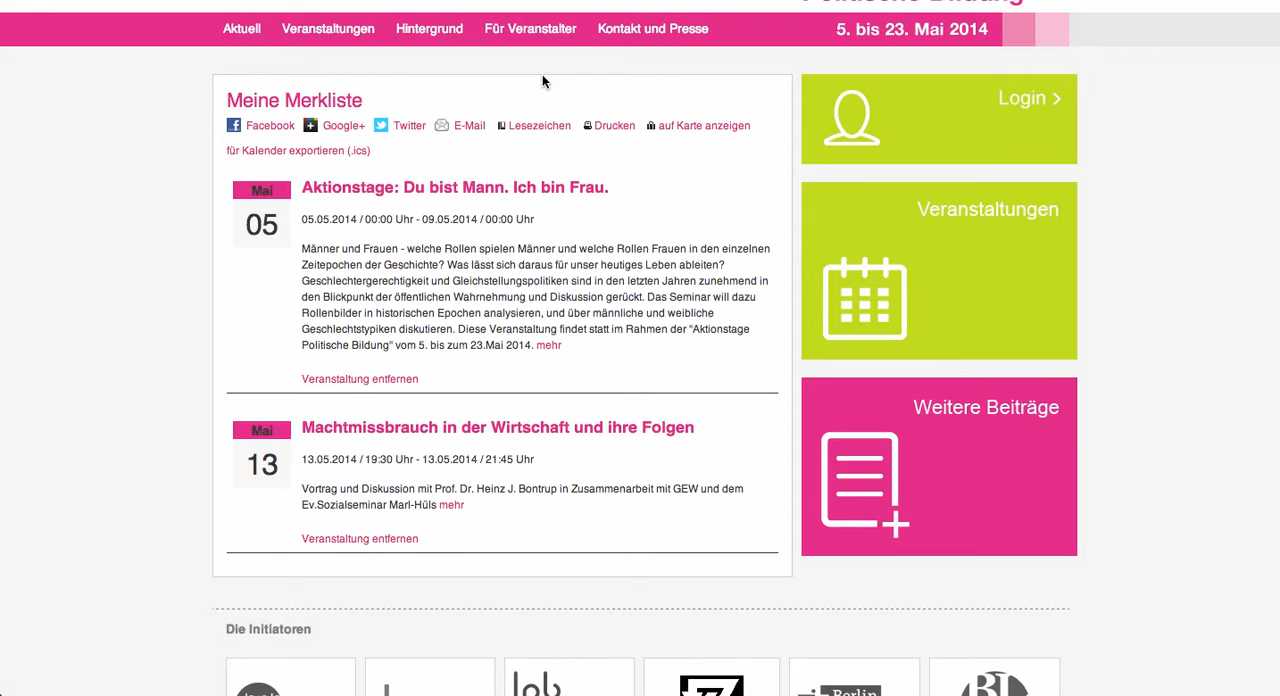 Politische Bildung
Aktuell Veranstaltungen Hintergrund Für Veranstalter Kontakt und Presse 5. bis 23. Mai 2014
Meine Merkliste
Facebook Google+ Twitter E-Mail Lesezeichen Drucken auf Karte anzeigen
für Kalender exportieren (.ics)
Mai
05
Aktionstage: Du bist Mann. Ich bin Frau.
05.05.2014 / 00:00 Uhr - 09.05.2014 / 00:00 Uhr
Männer und Frauen - welche Rollen spielen Männer und welche Rollen Frauen in den einzelnen
Zeitepochen der Geschichte? Was lässt sich daraus für unser heutiges Leben ableiten?
Geschlechtergerechtigkeit und Gleichstellungspolitiken sind in den letzten Jahren zunehmend in
den Blickpunkt der öffentlichen Wahrnehmung und Diskussion gerückt. Das Seminar will dazu
Rollenbilder in historischen Epochen analysieren, und über männliche und weibliche
Geschlechtstypiken diskutieren. Diese Veranstaltung findet statt im Rahmen der "Aktionstage
Politische Bildung" vom 5. bis zum 23.Mai 2014. mehr
Veranstaltung entfernen
Mai
13
Machtmissbrauch in der Wirtschaft und ihre Folgen
13.05.2014 / 19:30 Uhr - 13.05.2014 / 21:45 Uhr
Vortrag und Diskussion mit Prof. Dr. Heinz J. Bontrup in Zusammenarbeit mit GEW und dem
Ev.Sozialseminar Marl-Hüls mehr
Veranstaltung entfernen
Login >
Veranstaltungen
Weitere Beiträge
Die Initiatoren
Berlin